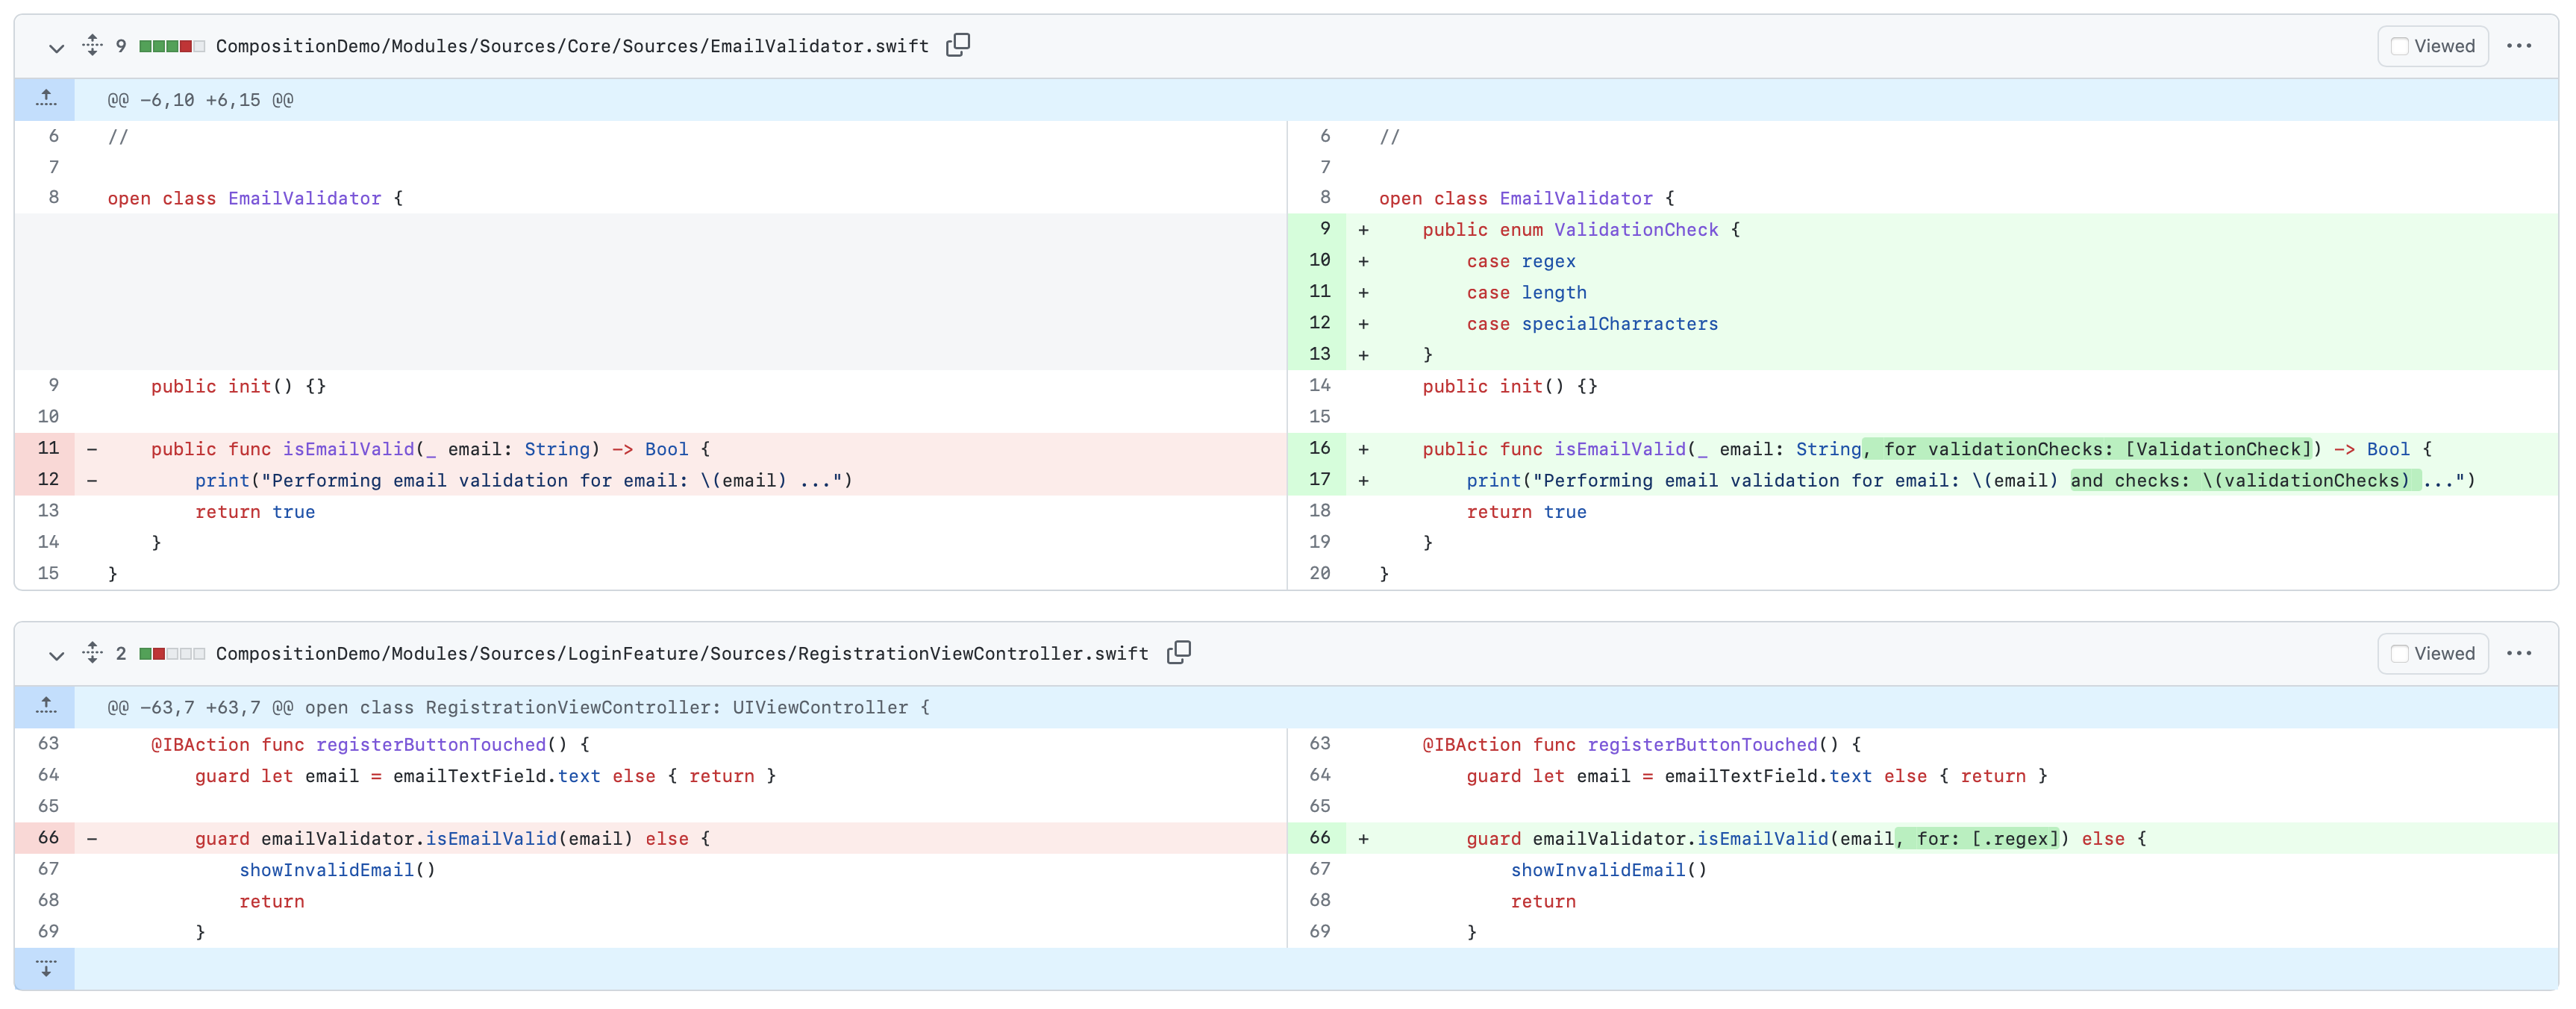 9 CompositionDemo/Modules/Sources/Core/Sources/EmailValidator.swift Viewed ...
@@ -6,10 +6,15 @@
6 //
7
8 open class EmailValidator {
9 public init() {}
10
11 - public func isEmailValid(_ email: String) -> Bool {
12 - print("Performing email validation for email: \(email) ...")
13 return true
14 }
15 }
6 //
7
8 open class EmailValidator {
9 + public enum ValidationCheck {
10 + case regex
11 + case length
12 + case specialCharracters
13 + }
14 public init() {}
15
16 + public func isEmailValid(_ email: String, for validationChecks: [ValidationCheck]) -> Bool {
17 + print("Performing email validation for email: \(email) and checks: \(validationChecks) ...")
18 return true
19 }
20 }
2 CompositionDemo/Modules/Sources/LoginFeature/Sources/RegistrationViewController.swift Viewed ...
@@ -63,7 +63,7 @@ open class RegistrationViewController: UIViewController {
63 @IBAction func registerButtonTouched() {
64 guard let email = emailTextField.text else { return }
65
66 - guard emailValidator.isEmailValid(email) else {
67 showInvalidEmail()
68 return
69 }
63 @IBAction func registerButtonTouched() {
64 guard let email = emailTextField.text else { return }
65
66 + guard emailValidator.isEmailValid(email, for: [.regex]) else {
67 showInvalidEmail()
68 return
69 }